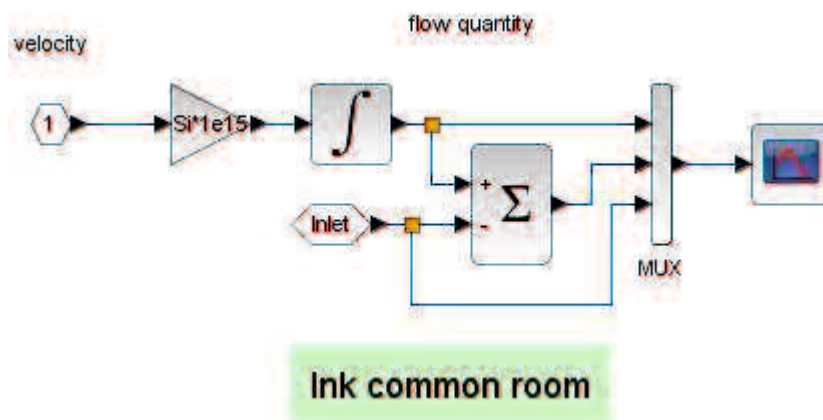 flow quantity
velocity
1
Si*1e15
∫
+
Σ
Inlet
-
MUX
Ink common room